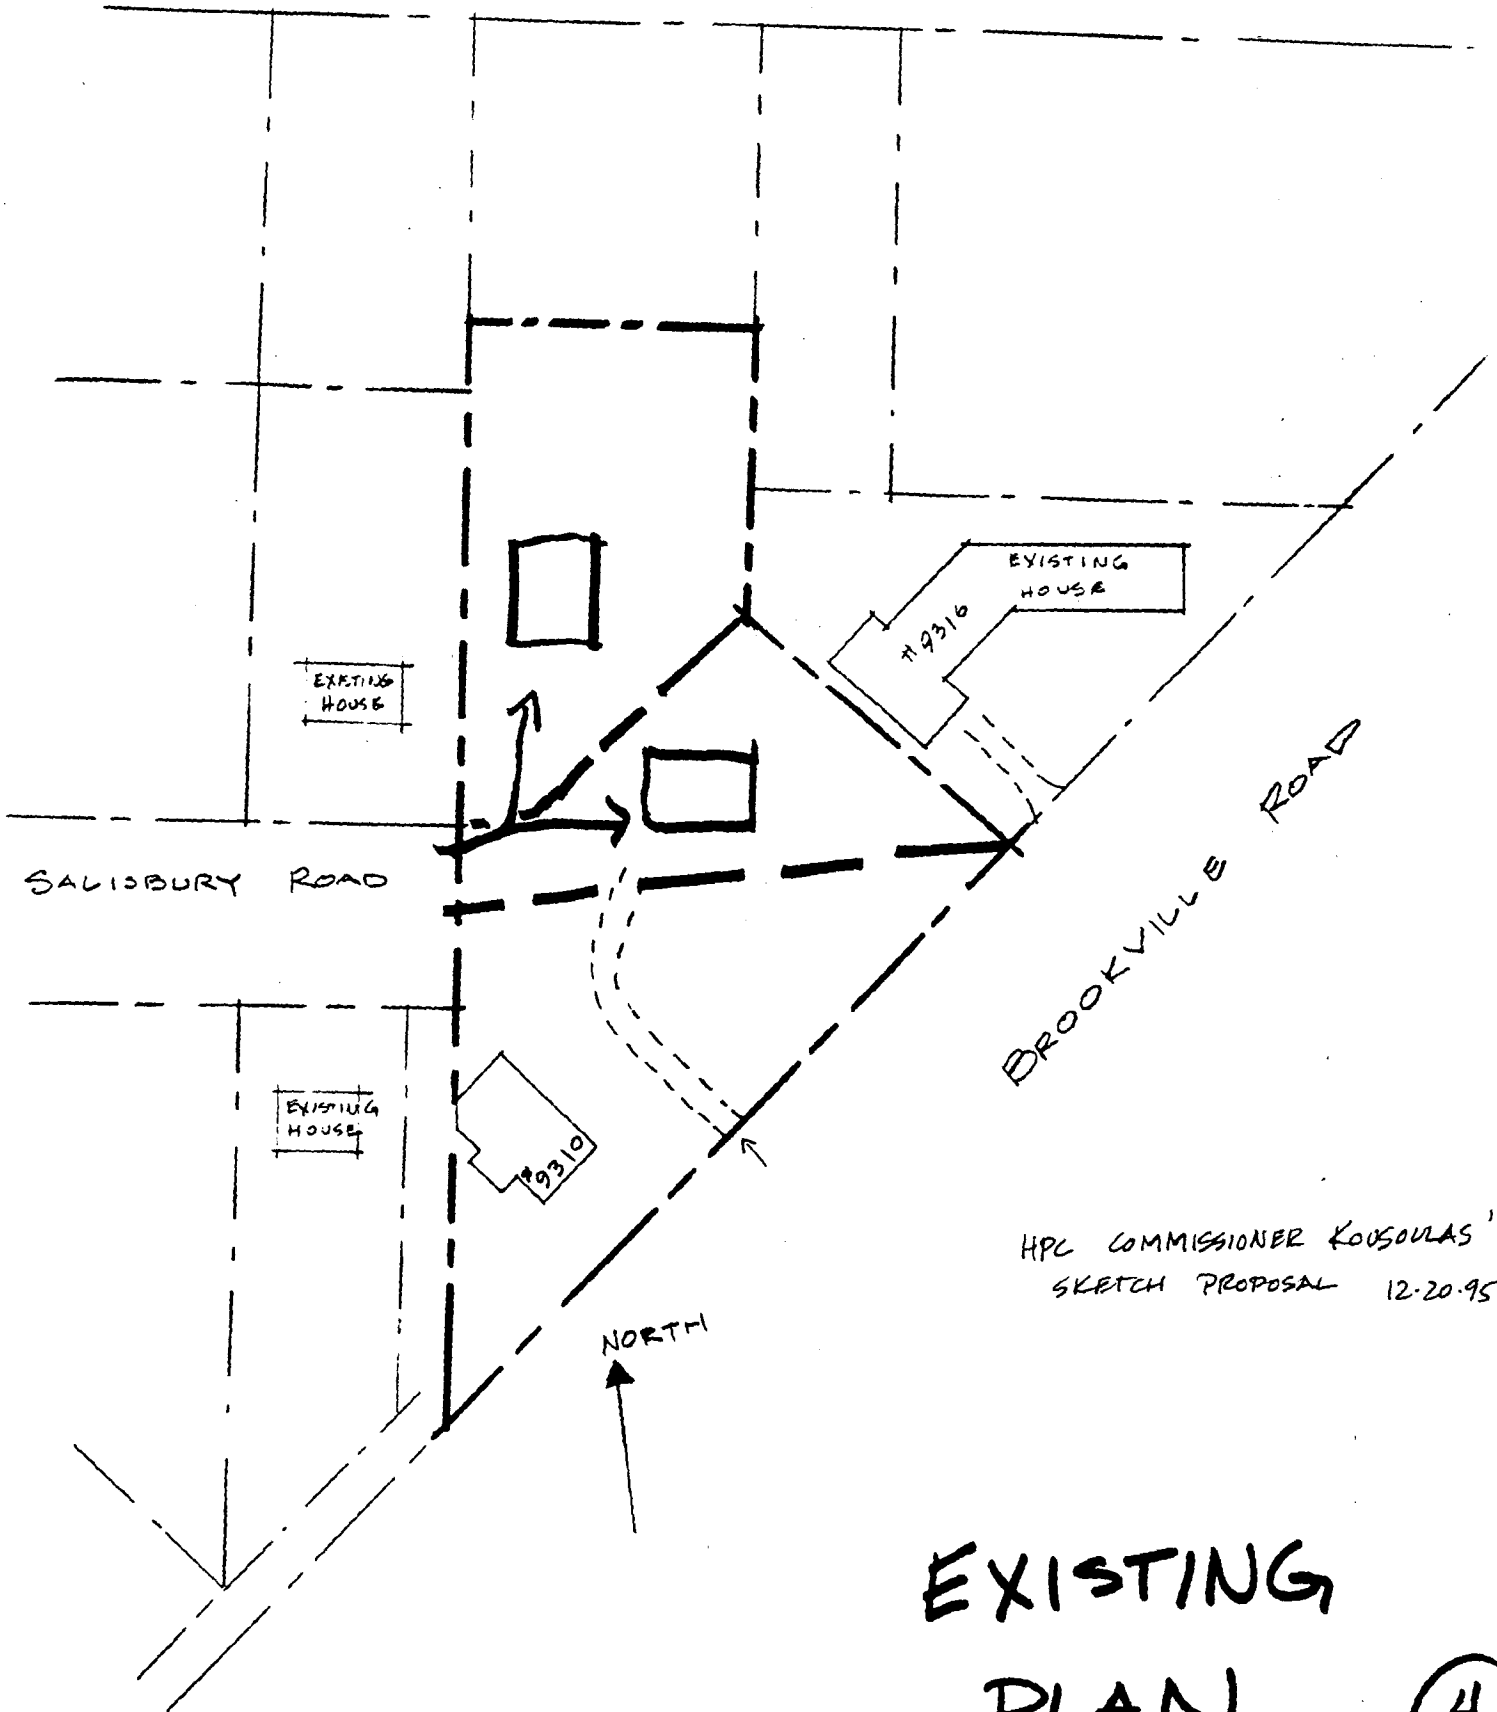 EXISTING
HOUSE
#9316
EXISTING
HOUSE
SALISBURY ROAD
BROOKVILLE ROAD
EXISTING
HOUSE
#9310
HPC COMMISSIONER KOUSOULAS'
SKETCH PROPOSAL 12.20.95
NORTH
EXISTING
PLAN
4